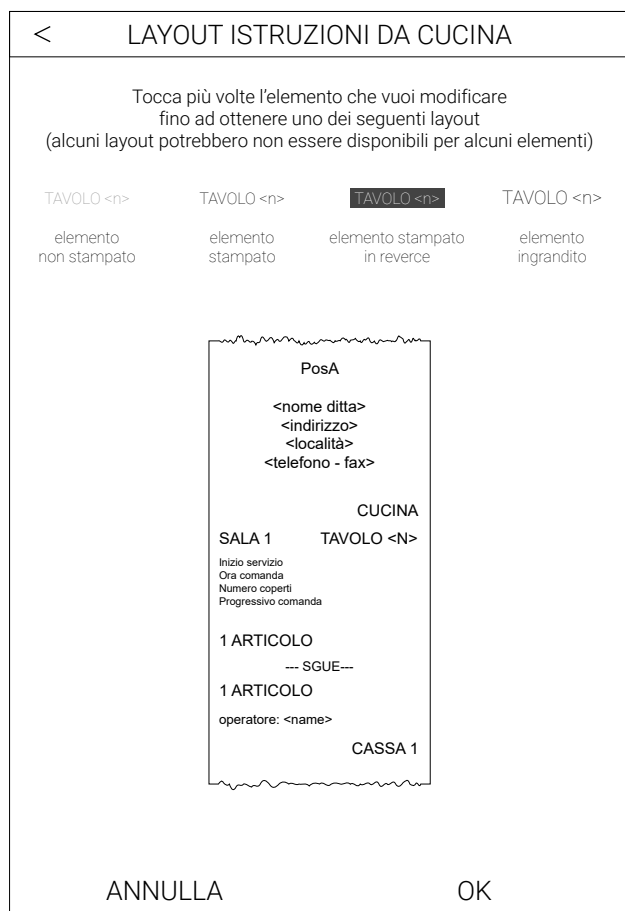 < LAYOUT ISTRUZIONI DA CUCINA
Tocca più volte l'elemento che vuoi modificare
fino ad ottenere uno dei seguenti layout
(alcuni layout potrebbero non essere disponibili per alcuni elementi)
TAVOLO <n> TAVOLO <n> TAVOLO <n> TAVOLO <n>
elemento elemento elemento stampato elemento
non stampato stampato in reverce ingrandito
PosA
<nome ditta>
<indirizzo>
<località>
<telefono - fax>
CUCINA
SALA 1 TAVOLO <N>
Inizio servizio
Ora comanda
Numero coperti
Progressivo comanda
1 ARTICOLO
--- SGUE---
1 ARTICOLO
operatore: <name>
CASSA 1
ANNULLA OK